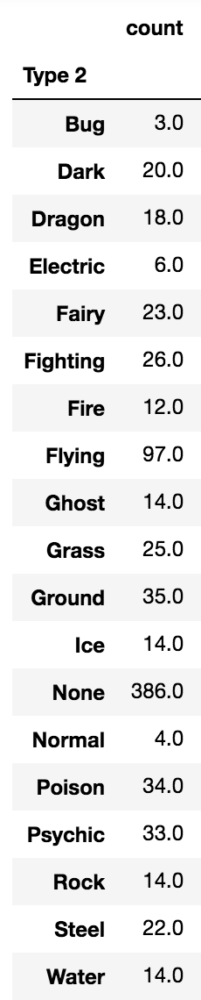 count
Type 2
Bug 3.0
Dark 20.0
Dragon 18.0
Electric 6.0
Fairy 23.0
Fighting 26.0
Fire 12.0
Flying 97.0
Ghost 14.0
Grass 25.0
Ground 35.0
Ice 14.0
None 386.0
Normal 4.0
Poison 34.0
Psychic 33.0
Rock 14.0
Steel 22.0
Water 14.0